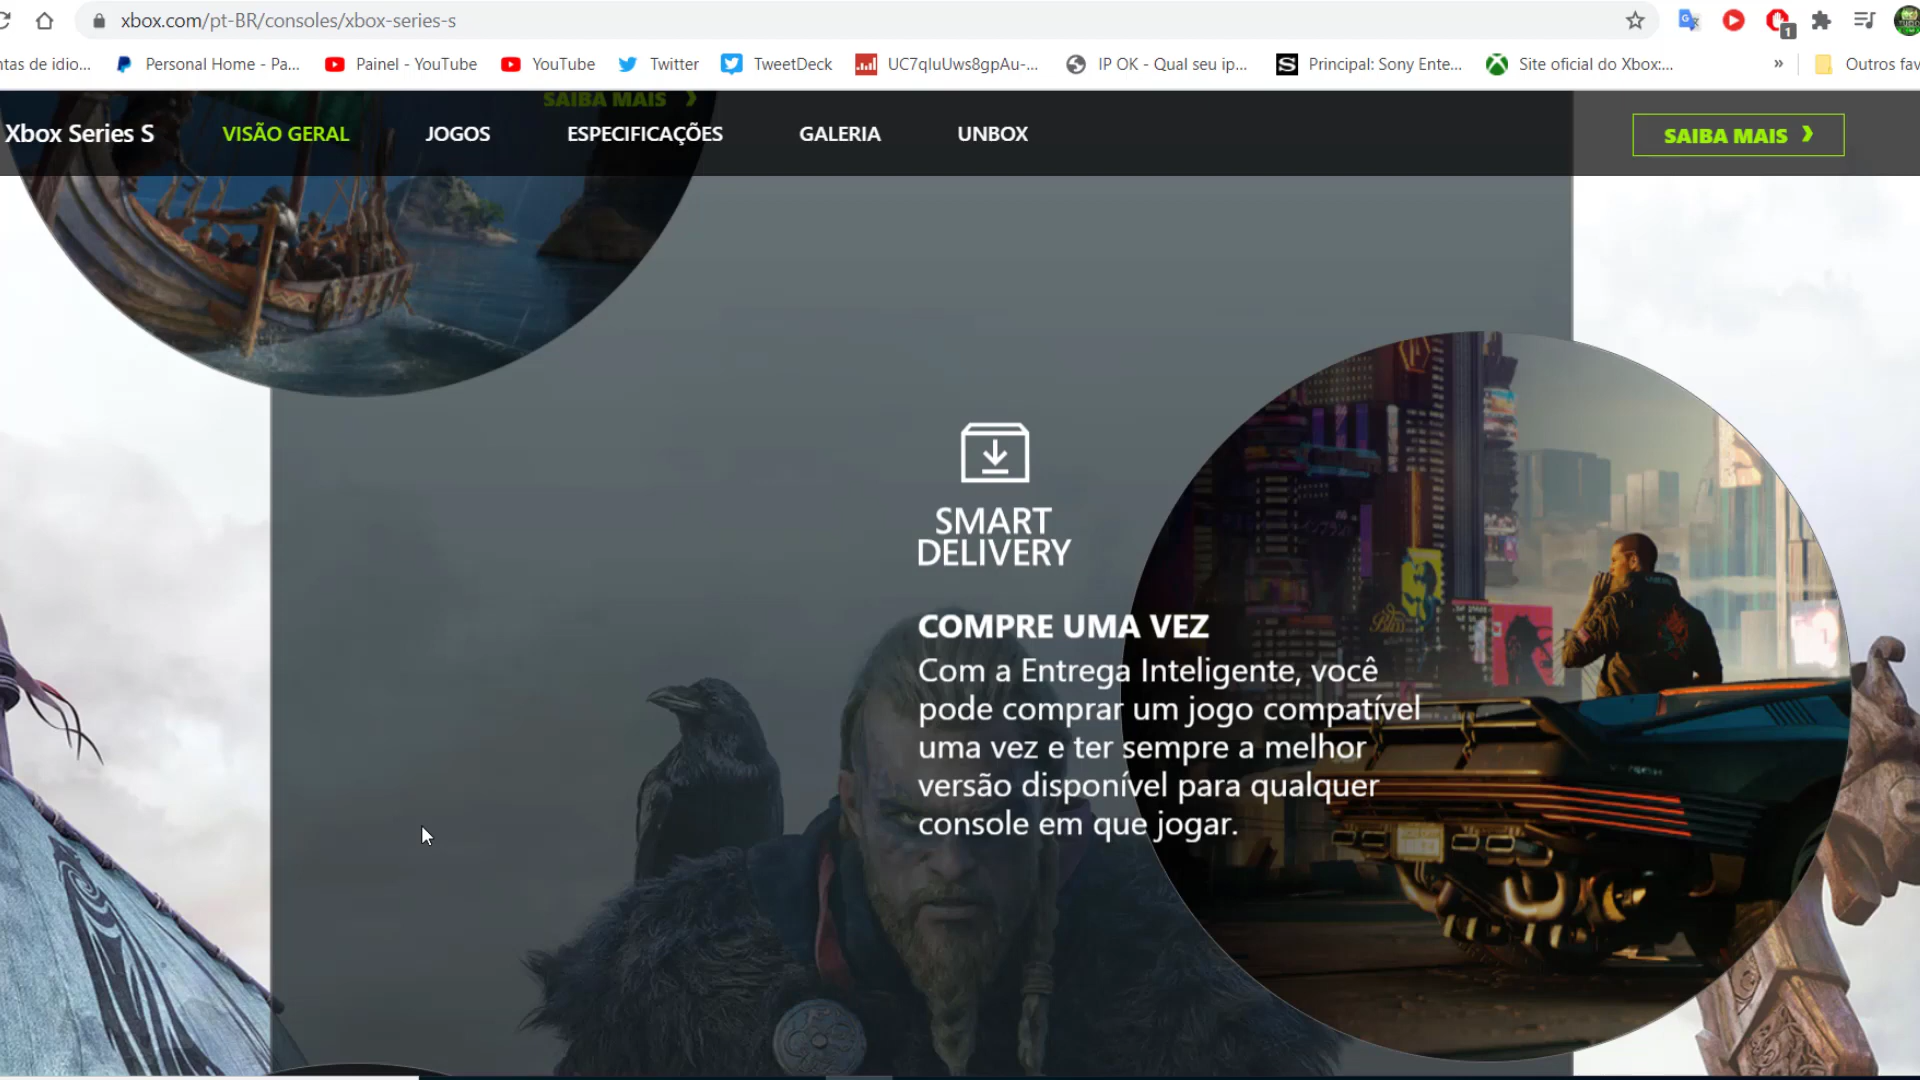 xbox.com/pt-BR/consoles/xbox-series-s
1
ntas de idio...
Personal Home - Pa...
Painel - YouTube
YouTube
Twitter
TweetDeck
UC7qluUws8gpAu-...
IP OK - Qual seu ip...
Principal: Sony Ente...
Site oficial do Xbox:...
»
Outros fav
SAIBA MAIS ❯
Xbox Series S
VISÃO GERAL
JOGOS
ESPECIFICAÇÕES
GALERIA
UNBOX
SAIBA MAIS ❯
SMART
DELIVERY
COMPRE UMA VEZ
Com a Entrega Inteligente, você
pode comprar um jogo compatível
uma vez e ter sempre a melhor
versão disponível para qualquer
console em que jogar.